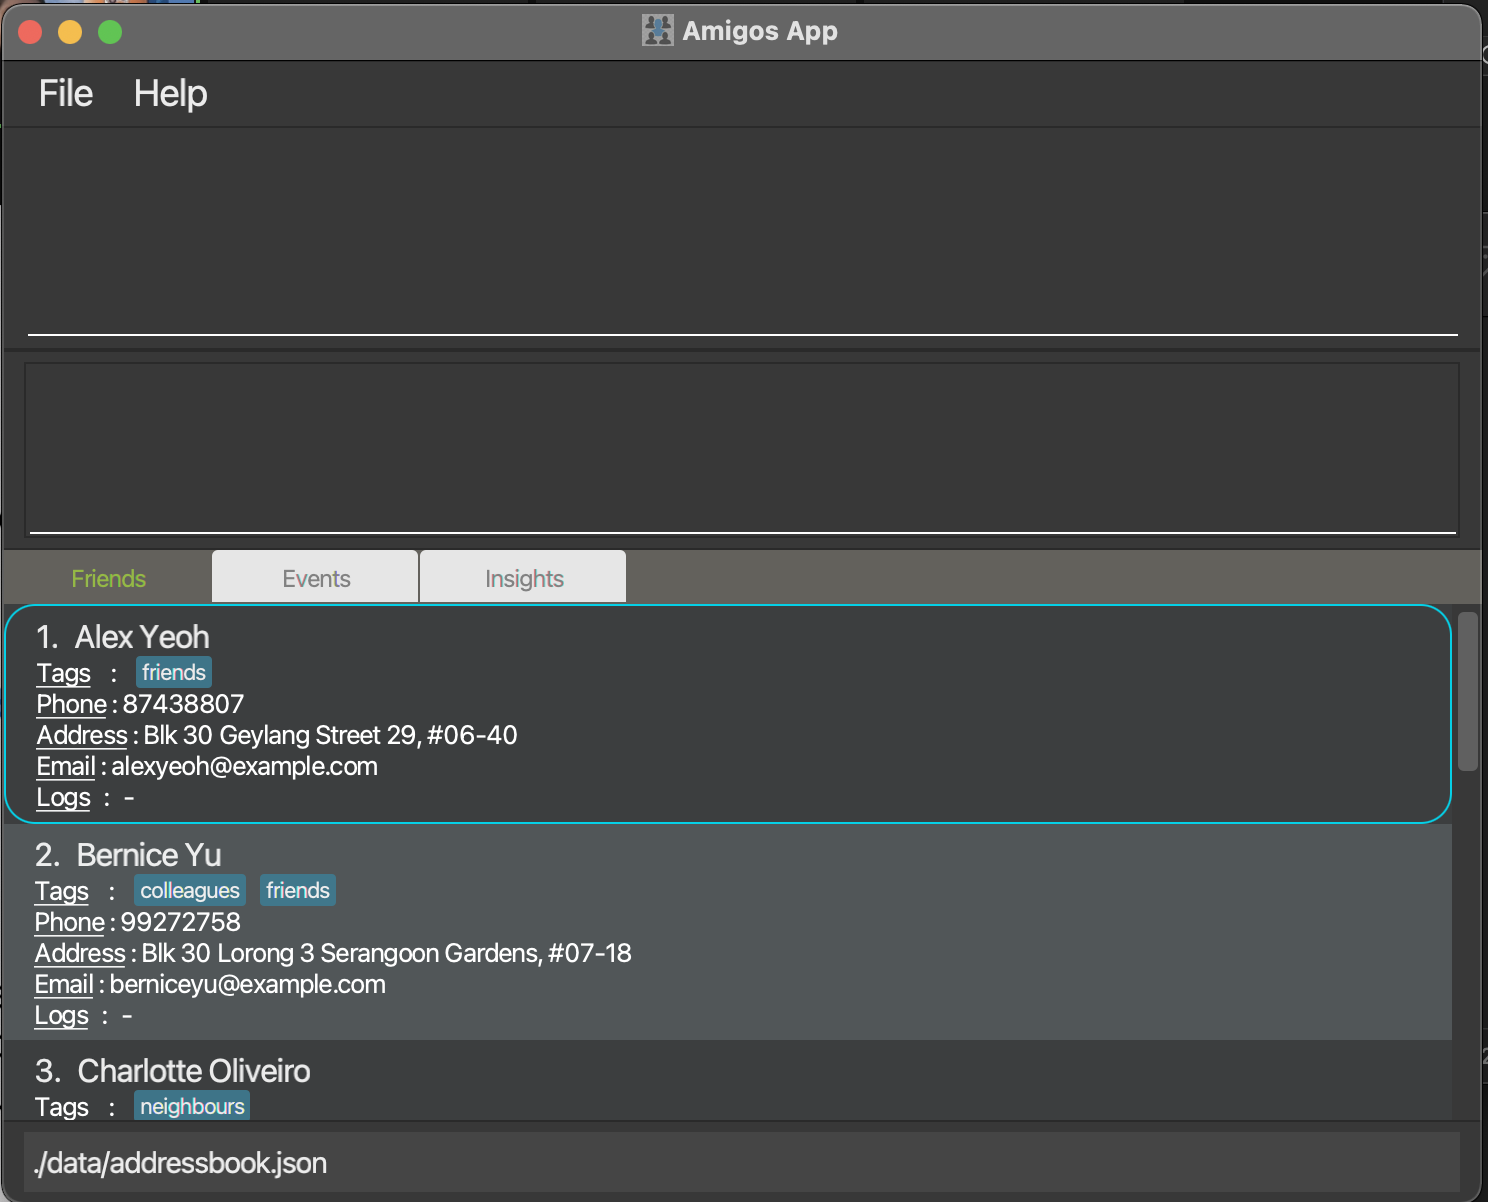 Amigos App
File Help
Friends Events Insights
1. Alex Yeoh
Tags : friends
Phone : 87438807
Address : Blk 30 Geylang Street 29, #06-40
Email : alexyeoh@example.com
Logs : -
2. Bernice Yu
Tags : colleagues friends
Phone : 99272758
Address : Blk 30 Lorong 3 Serangoon Gardens, #07-18
Email : berniceyu@example.com
Logs : -
3. Charlotte Oliveiro
Tags : neighbours
./data/addressbook.json